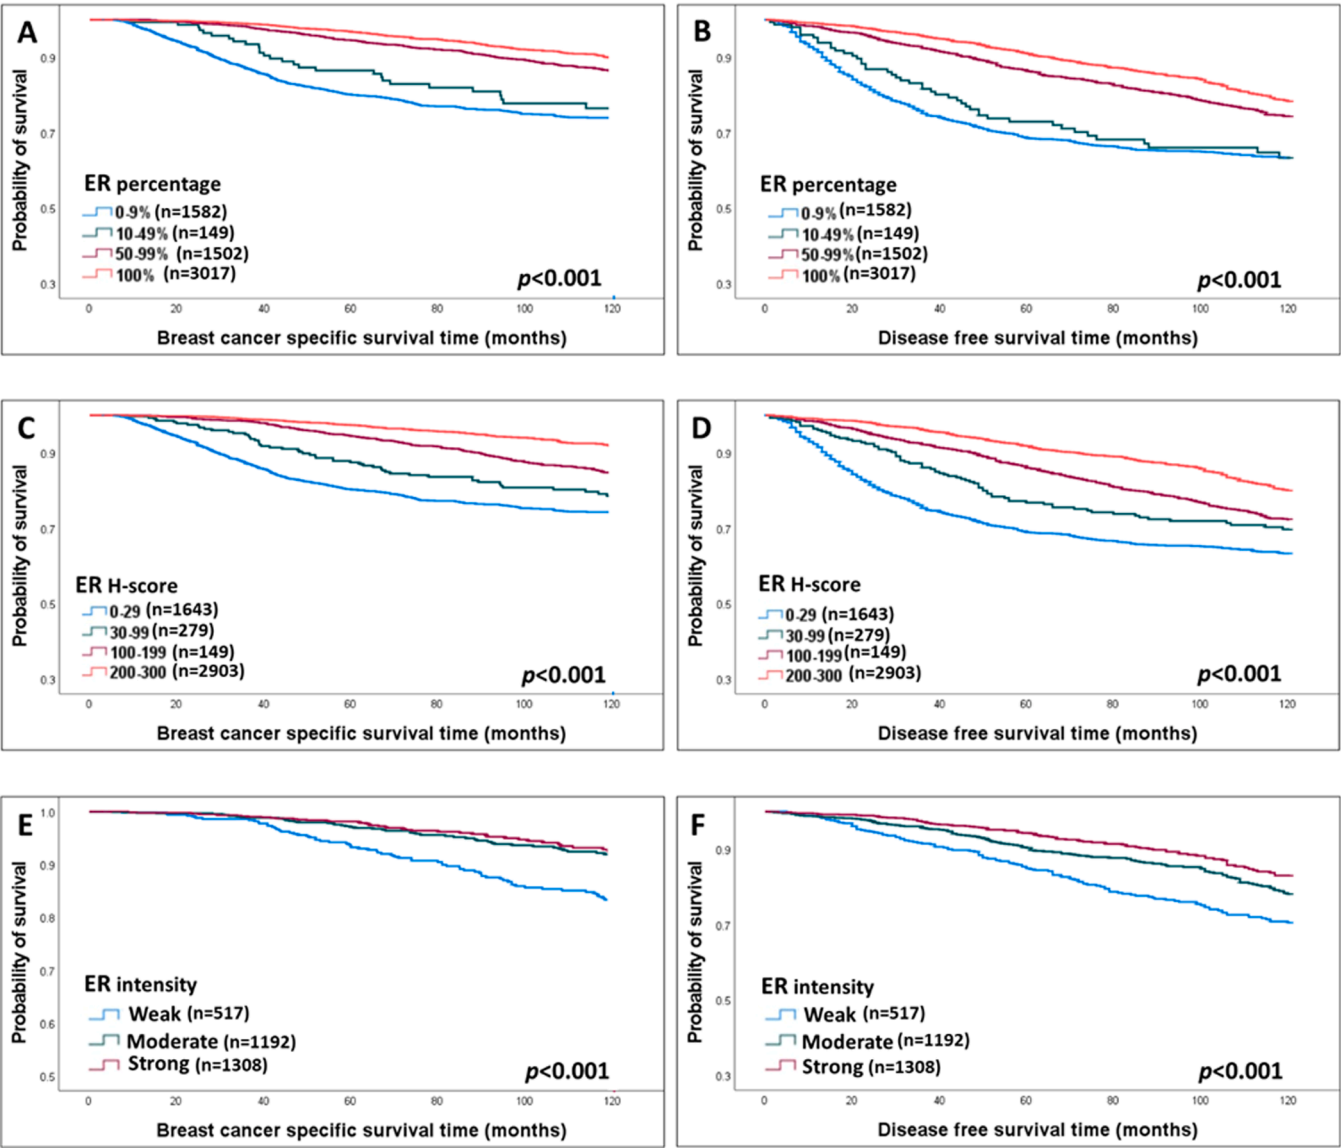 A
Probability of survival
0.9
0.7
0.5
0.3
ER percentage
0-9% (n=1582)
10-49% (n=149)
50-99% (n=1502)
100% (n=3017)
p<0.001
0 20 40 60 80 100 120
Breast cancer specific survival time (months)
B
Probability of survival
0.9
0.7
0.5
0.3
ER percentage
0-9% (n=1582)
10-49% (n=149)
50-99% (n=1502)
100% (n=3017)
p<0.001
0 20 40 60 80 100 120
Disease free survival time (months)
C
Probability of survival
0.9
0.7
0.5
0.3
ER H-score
0-29 (n=1643)
30-99 (n=279)
100-199 (n=149)
200-300 (n=2903)
p<0.001
0 20 40 60 80 100 120
Breast cancer specific survival time (months)
D
Probability of survival
0.9
0.7
0.5
0.3
ER H-score
0-29 (n=1643)
30-99 (n=279)
100-199 (n=149)
200-300 (n=2903)
p<0.001
0 20 40 60 80 100 120
Disease free survival time (months)
E
Probability of survival
1.0
0.9
0.8
0.7
0.6
0.5
ER intensity
Weak (n=517)
Moderate (n=1192)
Strong (n=1308)
p<0.001
0 20 40 60 80 100 120
Breast cancer specific survival time (months)
F
Probability of survival
0.9
0.7
0.5
0.3
ER intensity
Weak (n=517)
Moderate (n=1192)
Strong (n=1308)
p<0.001
0 20 40 60 80 100 120
Disease free survival time (months)